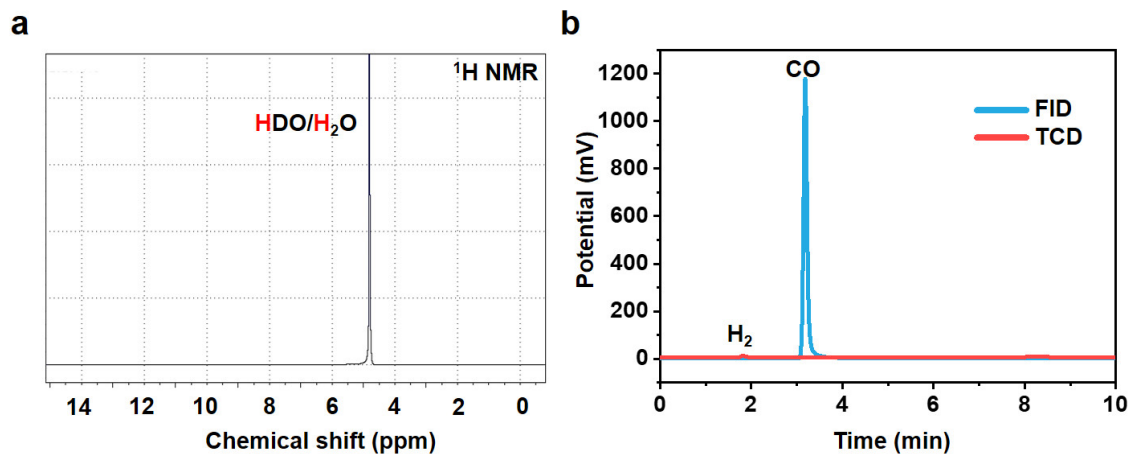 a
¹H NMR
HDO/H₂O
14 12 10 8 6 4 2 0
Chemical shift (ppm)
b
CO
FID
TCD
H₂
1200
1000
800
600
400
200
0
Potential (mV)
0 2 4 6 8 10
Time (min)